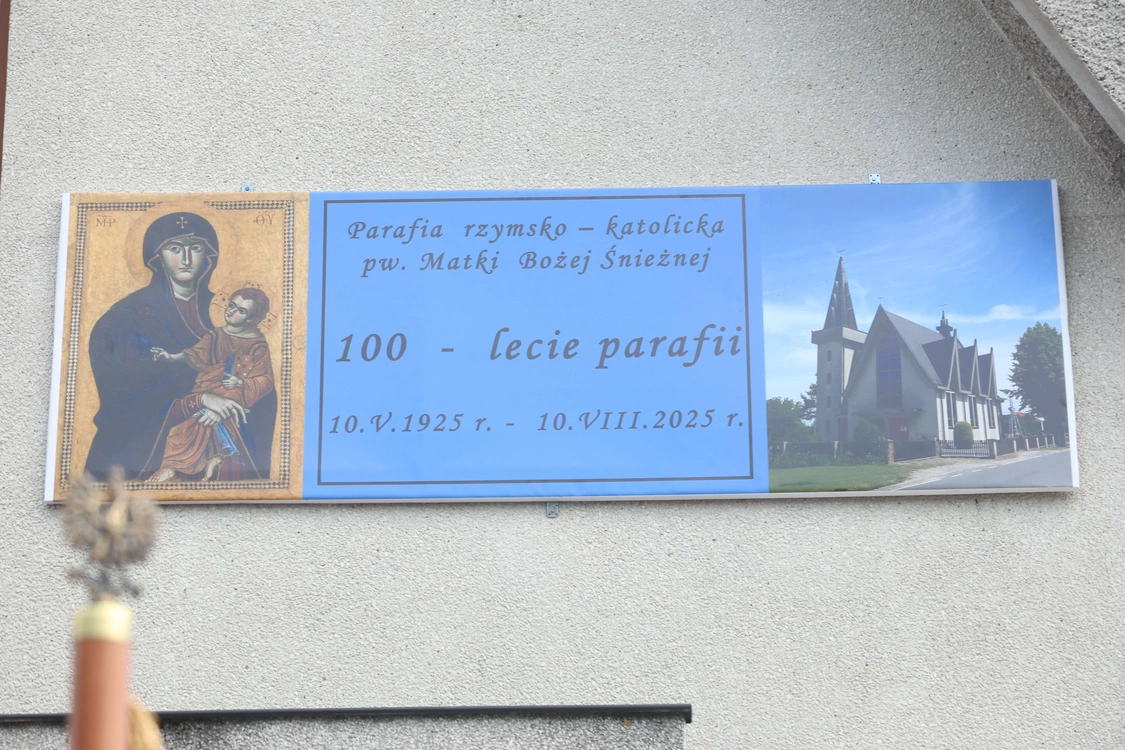 Parafia rzymsko – katolicka
pw. Matki Bożej Śnieżnej
100 - lecie parafii
10.V.1925 r. - 10.VIII.2025 r.